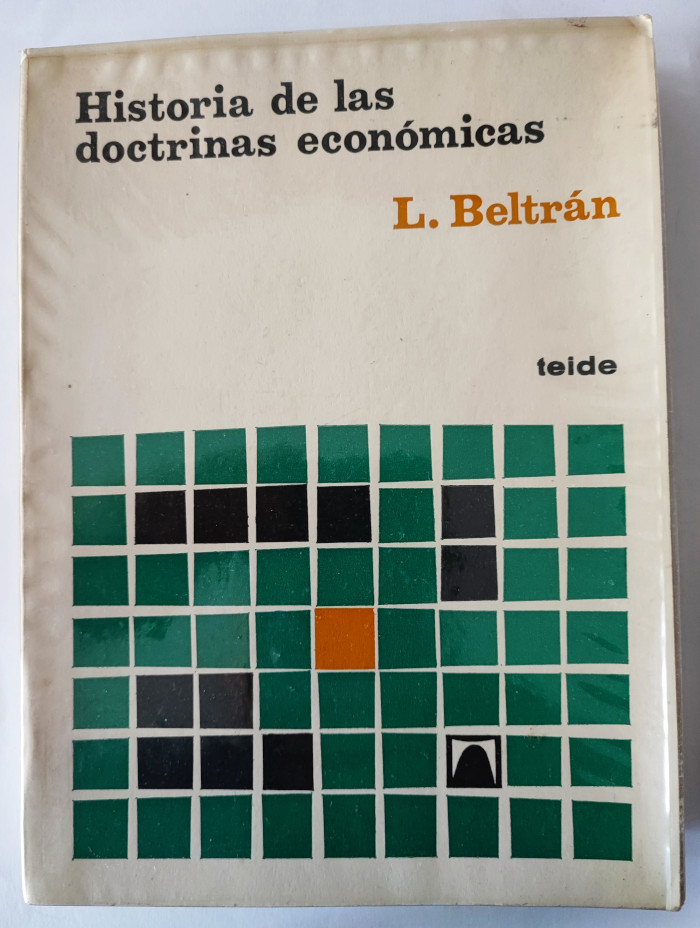 Historia de las
doctrinas económicas
L. Beltrán
teide